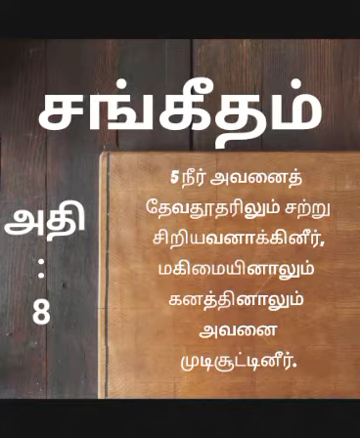 சங்கீதம்
அதி
:
8
5 நீர் அவனைத்
தேவதூதரிலும் சற்று
சிறியவனாக்கினீர்,
மகிமையினாலும்
கனத்தினாலும்
அவனை
முடிசூட்டினீர்.